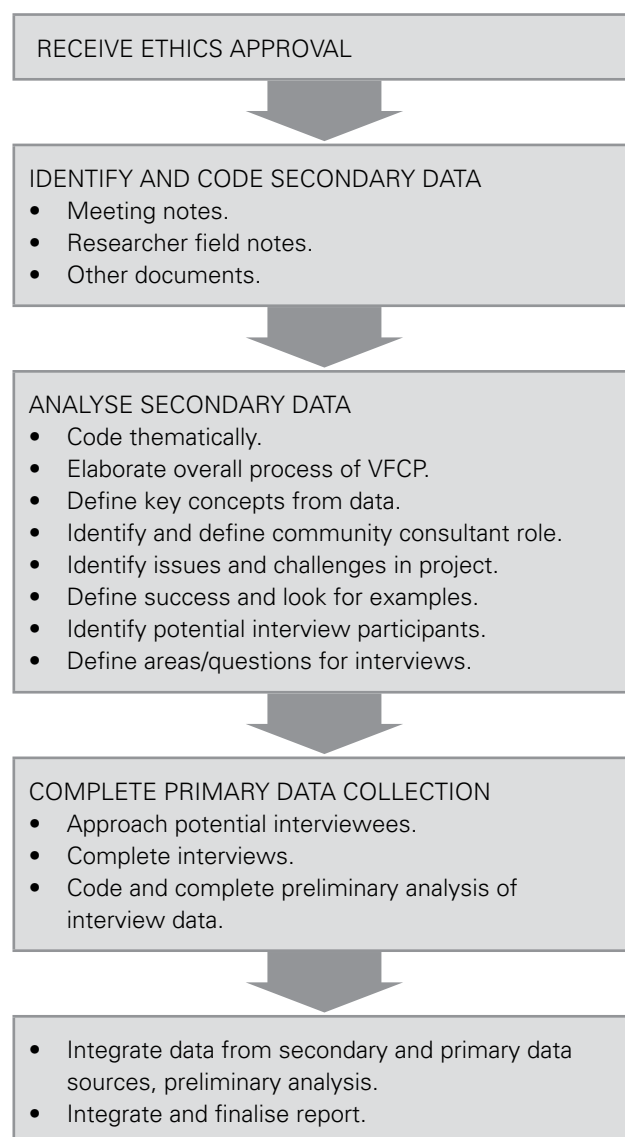 RECEIVE ETHICS APPROVAL
IDENTIFY AND CODE SECONDARY DATA
• Meeting notes.
• Researcher field notes.
• Other documents.
ANALYSE SECONDARY DATA
• Code thematically.
• Elaborate overall process of VFCP.
• Define key concepts from data.
• Identify and define community consultant role.
• Identify issues and challenges in project.
• Define success and look for examples.
• Identify potential interview participants.
• Define areas/questions for interviews.
COMPLETE PRIMARY DATA COLLECTION
• Approach potential interviewees.
• Complete interviews.
• Code and complete preliminary analysis of
interview data.
• Integrate data from secondary and primary data
sources, preliminary analysis.
• Integrate and finalise report.